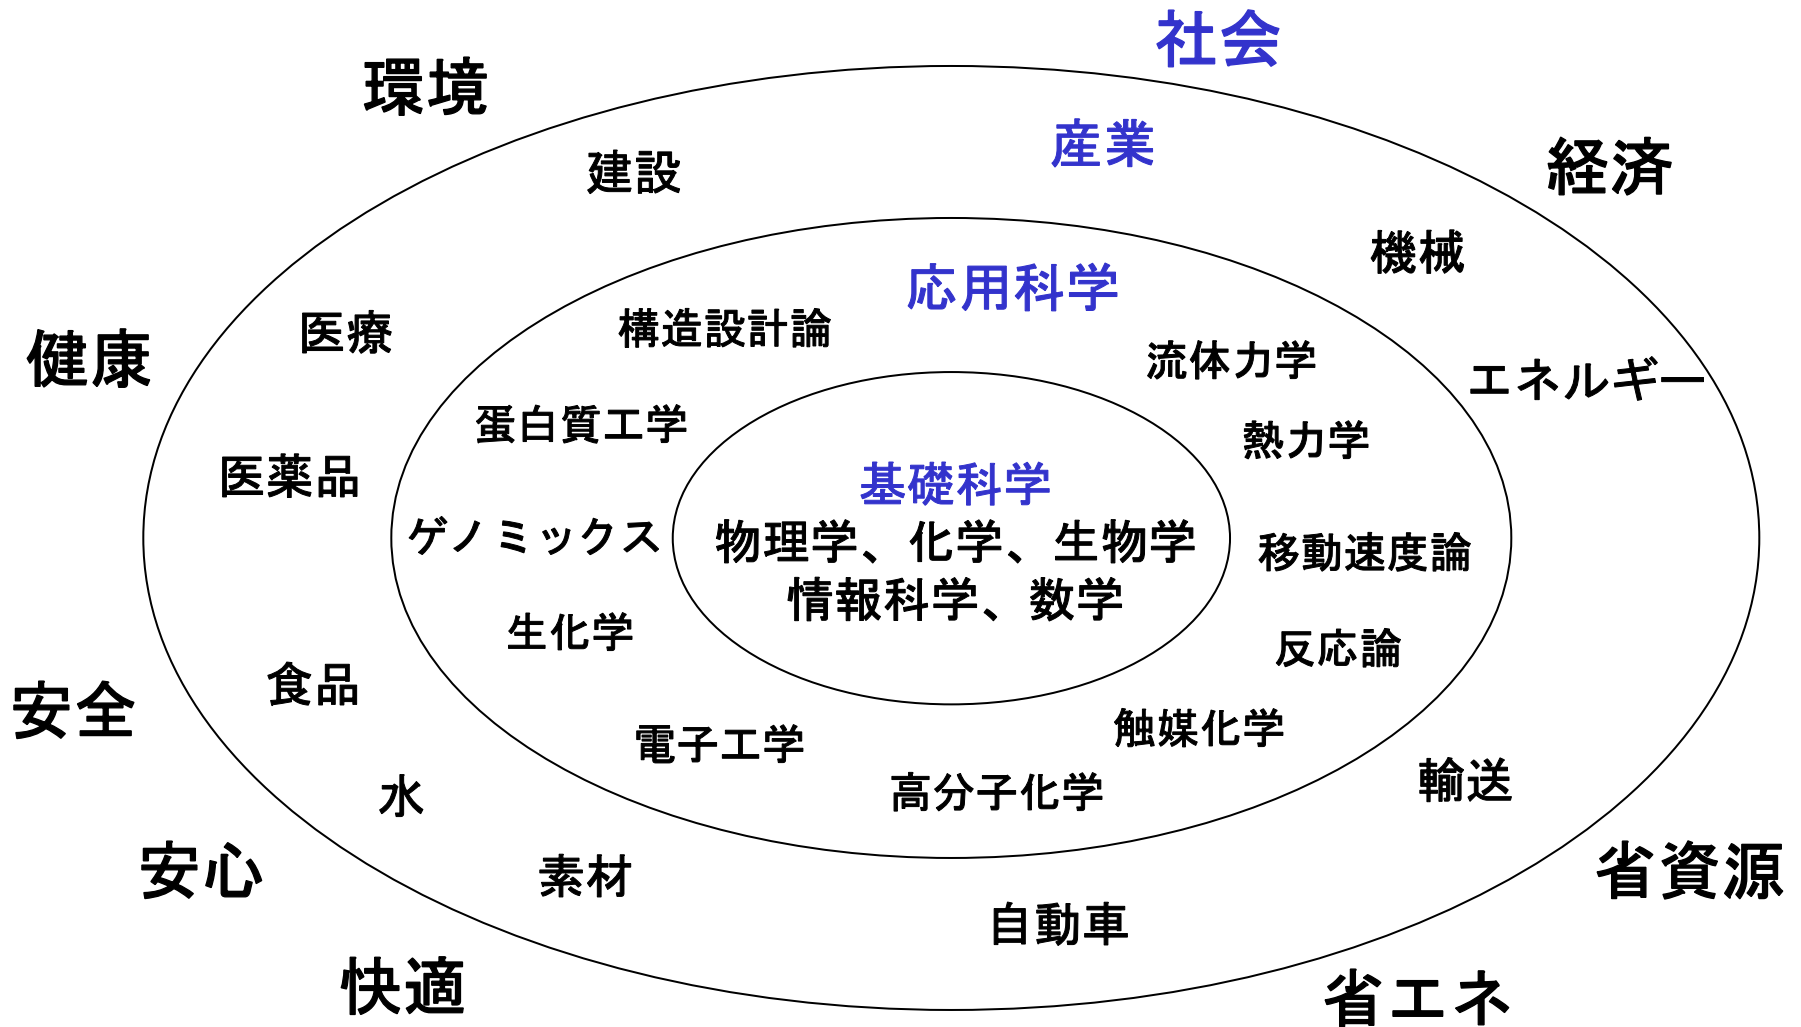 社会
環境
産業
経済
建設
機械
応用科学
構造設計論
医療
流体力学
健康
エネルギー
蛋白質工学
熱力学
医薬品
基礎科学
ゲノミックス
物理学、化学、生物学
移動速度論
情報科学、数学
生化学
反応論
食品
安全
触媒化学
電子工学
輸送
高分子化学
水
安心
省資源
素材
自動車
快適
省エネ